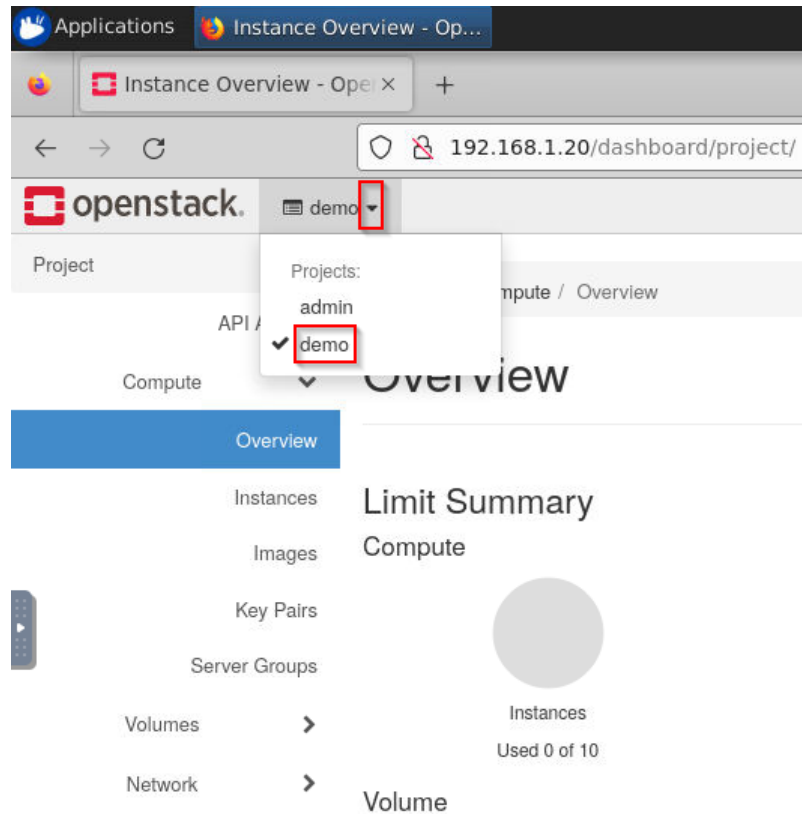 Applications Instance Overview - Op...
Instance Overview - Ope
192.168.1.20/dashboard/project/
openstack. demo
Project
Projects:
admin
demo
/ Overview
API
Compute
Overview
Overview
Instances
Images
Key Pairs
Server Groups
Volumes
Network
Limit Summary
Compute
Instances
Used 0 of 10
Volume